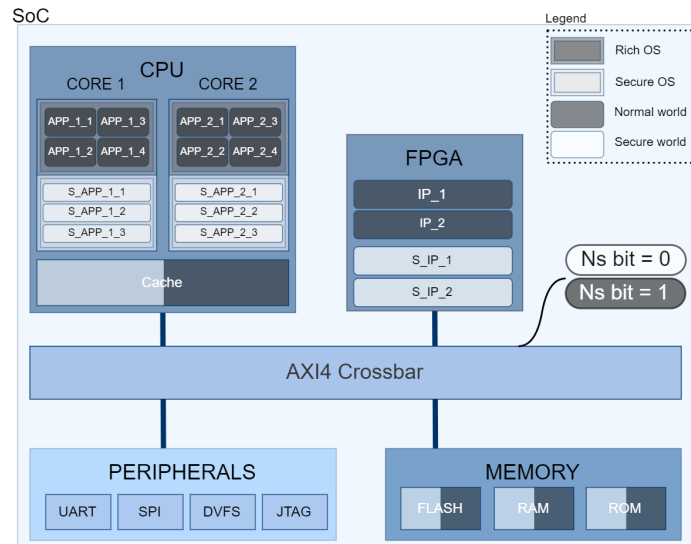 SoC
Legend
Rich OS
Secure OS
Normal world
Secure world
CPU
CORE 1
CORE 2
APP_1_1 APP_1_3
APP_1_2 APP_1_4
APP_2_1 APP_2_3
APP_2_2 APP_2_4
S_APP_1_1
S_APP_1_2
S_APP_1_3
S_APP_2_1
S_APP_2_2
S_APP_2_3
Cache
FPGA
IP_1
IP_2
S_IP_1
S_IP_2
Ns bit = 0
Ns bit = 1
AXI4 Crossbar
PERIPHERALS
UART SPI DVFS JTAG
MEMORY
FLASH RAM ROM